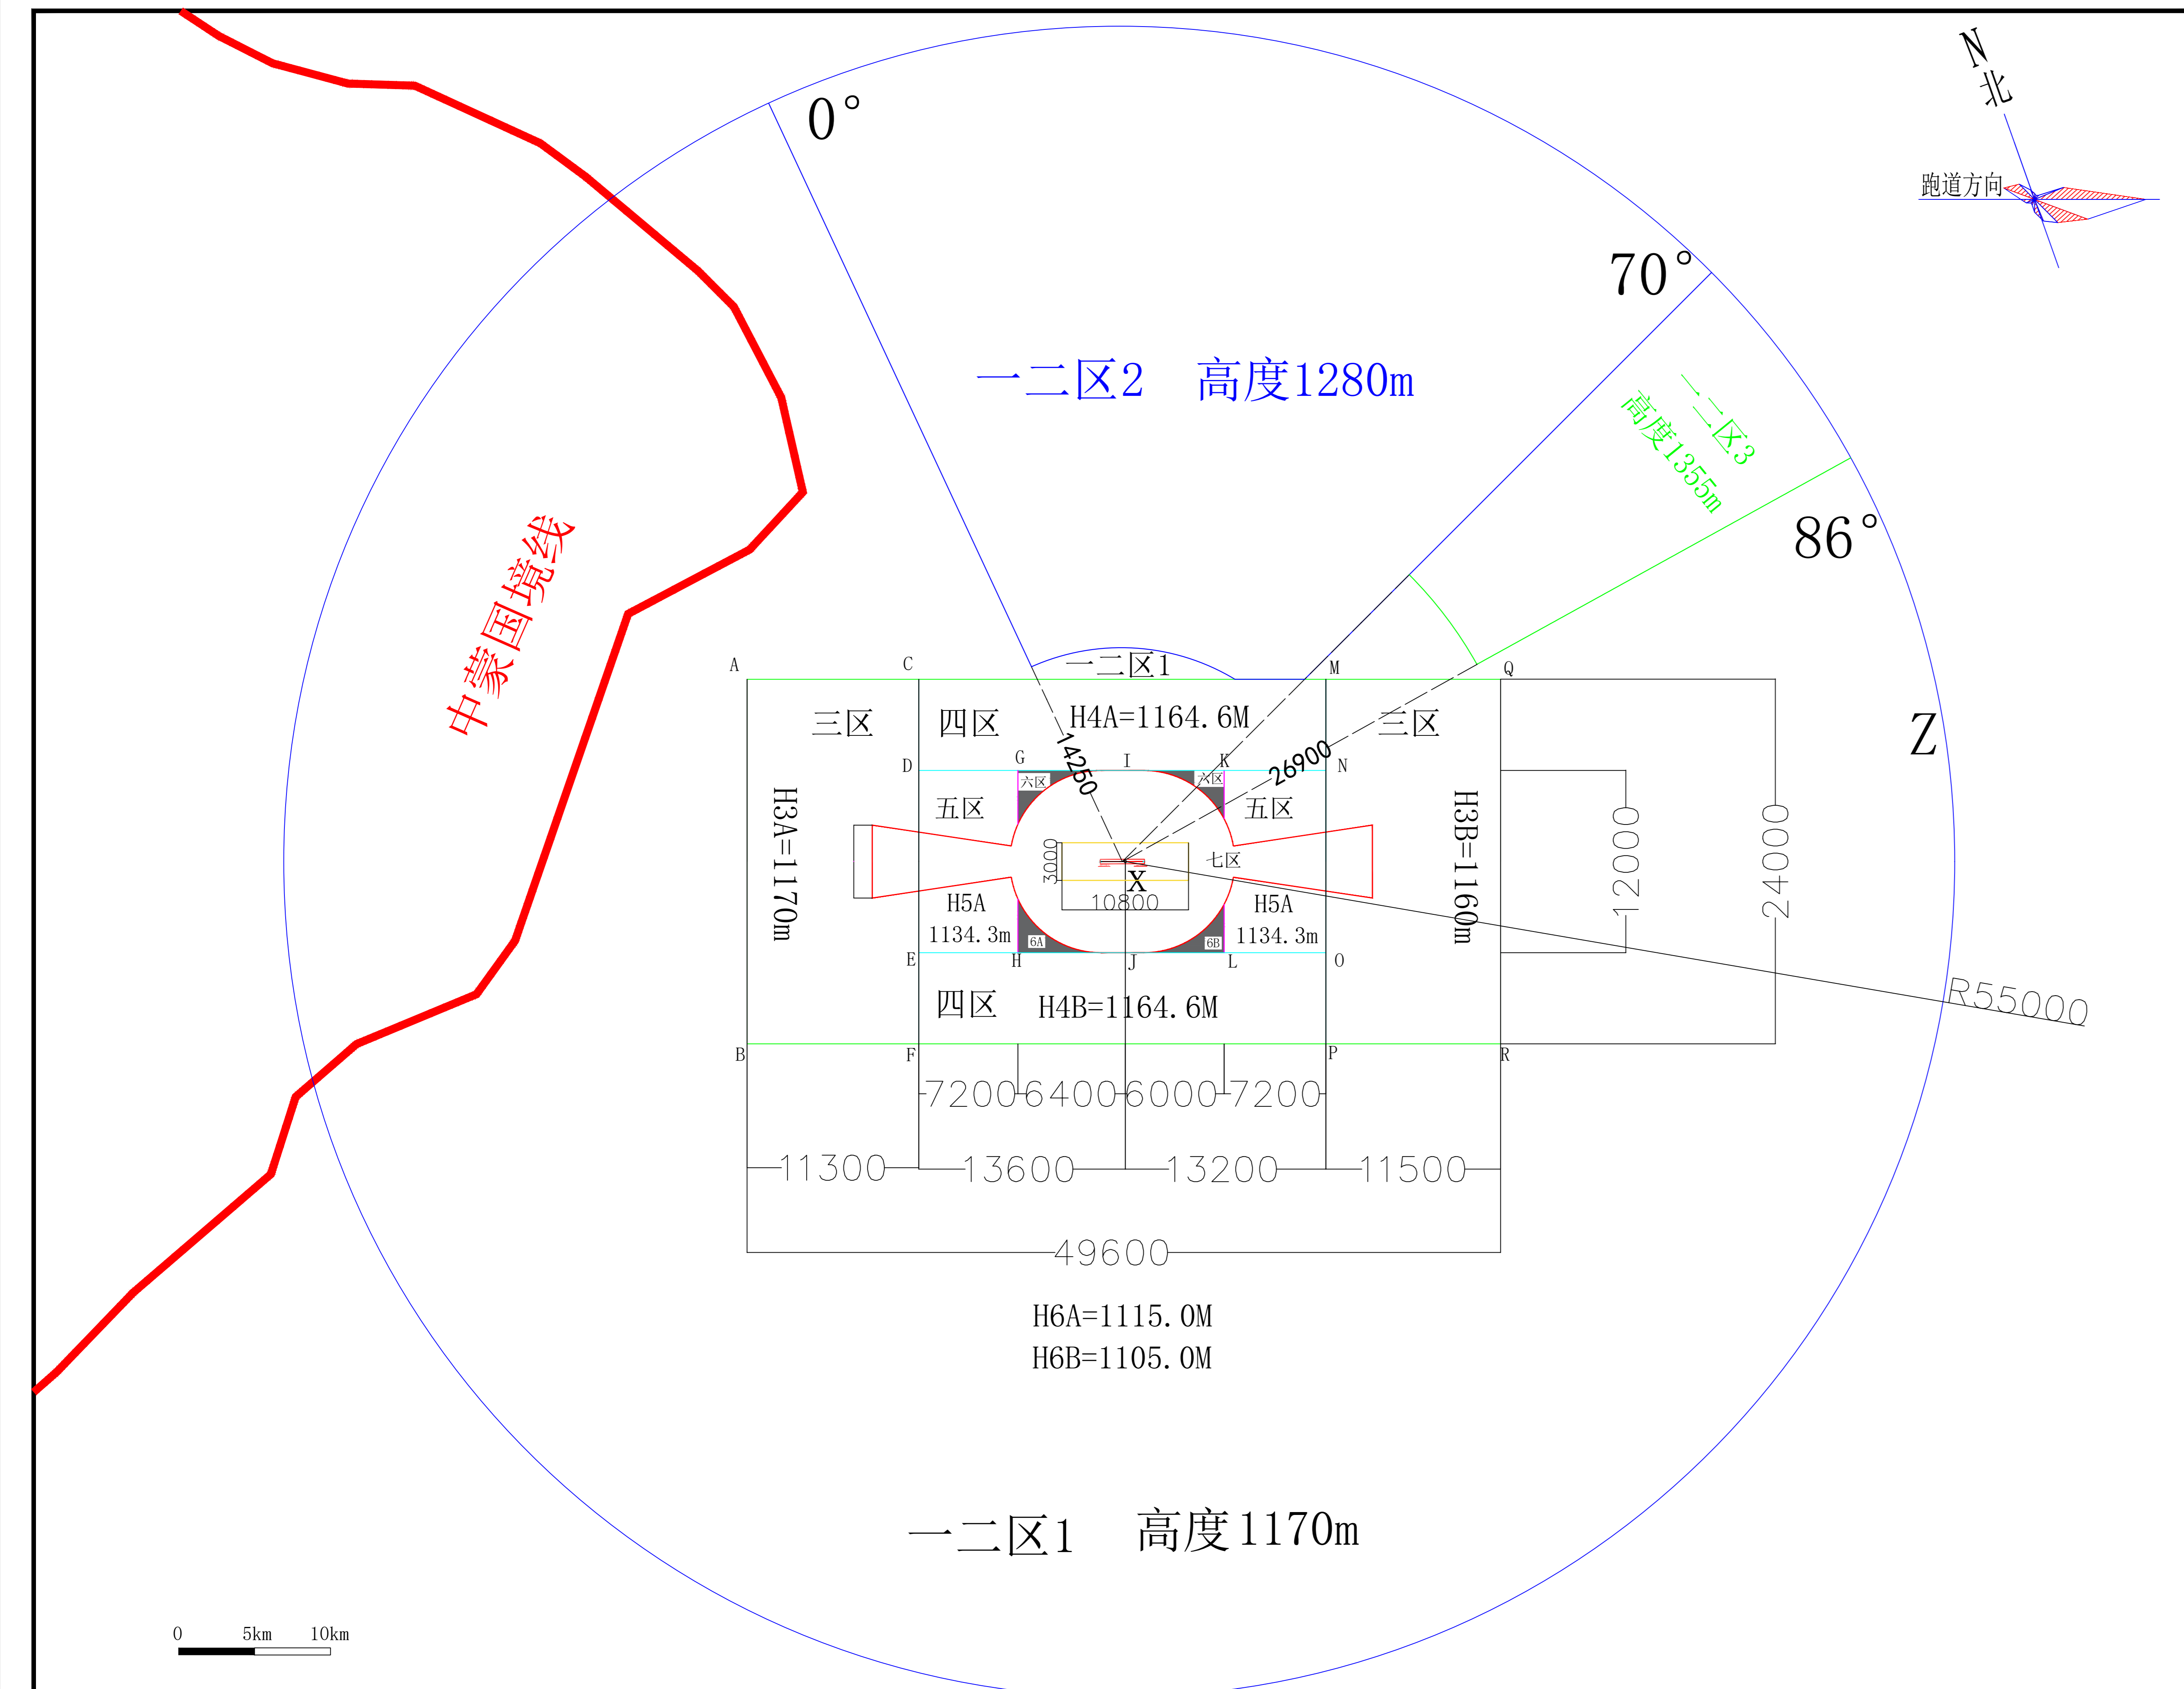 N
北
跑道方向
0°
70°
86°
一二区2 高度1280m
一二区3
高度1355m
中蒙国境线
Z
A
C
一二区1
M
Q
三区
四区
H4A=1164.6M
三区
14250
26900
D
G
I
K
N
六区
六区
五区
五区
H3A=1170m
H3B=1160m
3000
七区
X
10800
12000
24000
H5A
1134.3m
H5A
1134.3m
6A
6B
E
H
J
L
O
R55000
四区
H4B=1164.6M
B
F
P
R
7200
6400
6000
7200
11300
13600
13200
11500
49600
H6A=1115.0M
H6B=1105.0M
一二区1 高度1170m
0 5km 10km